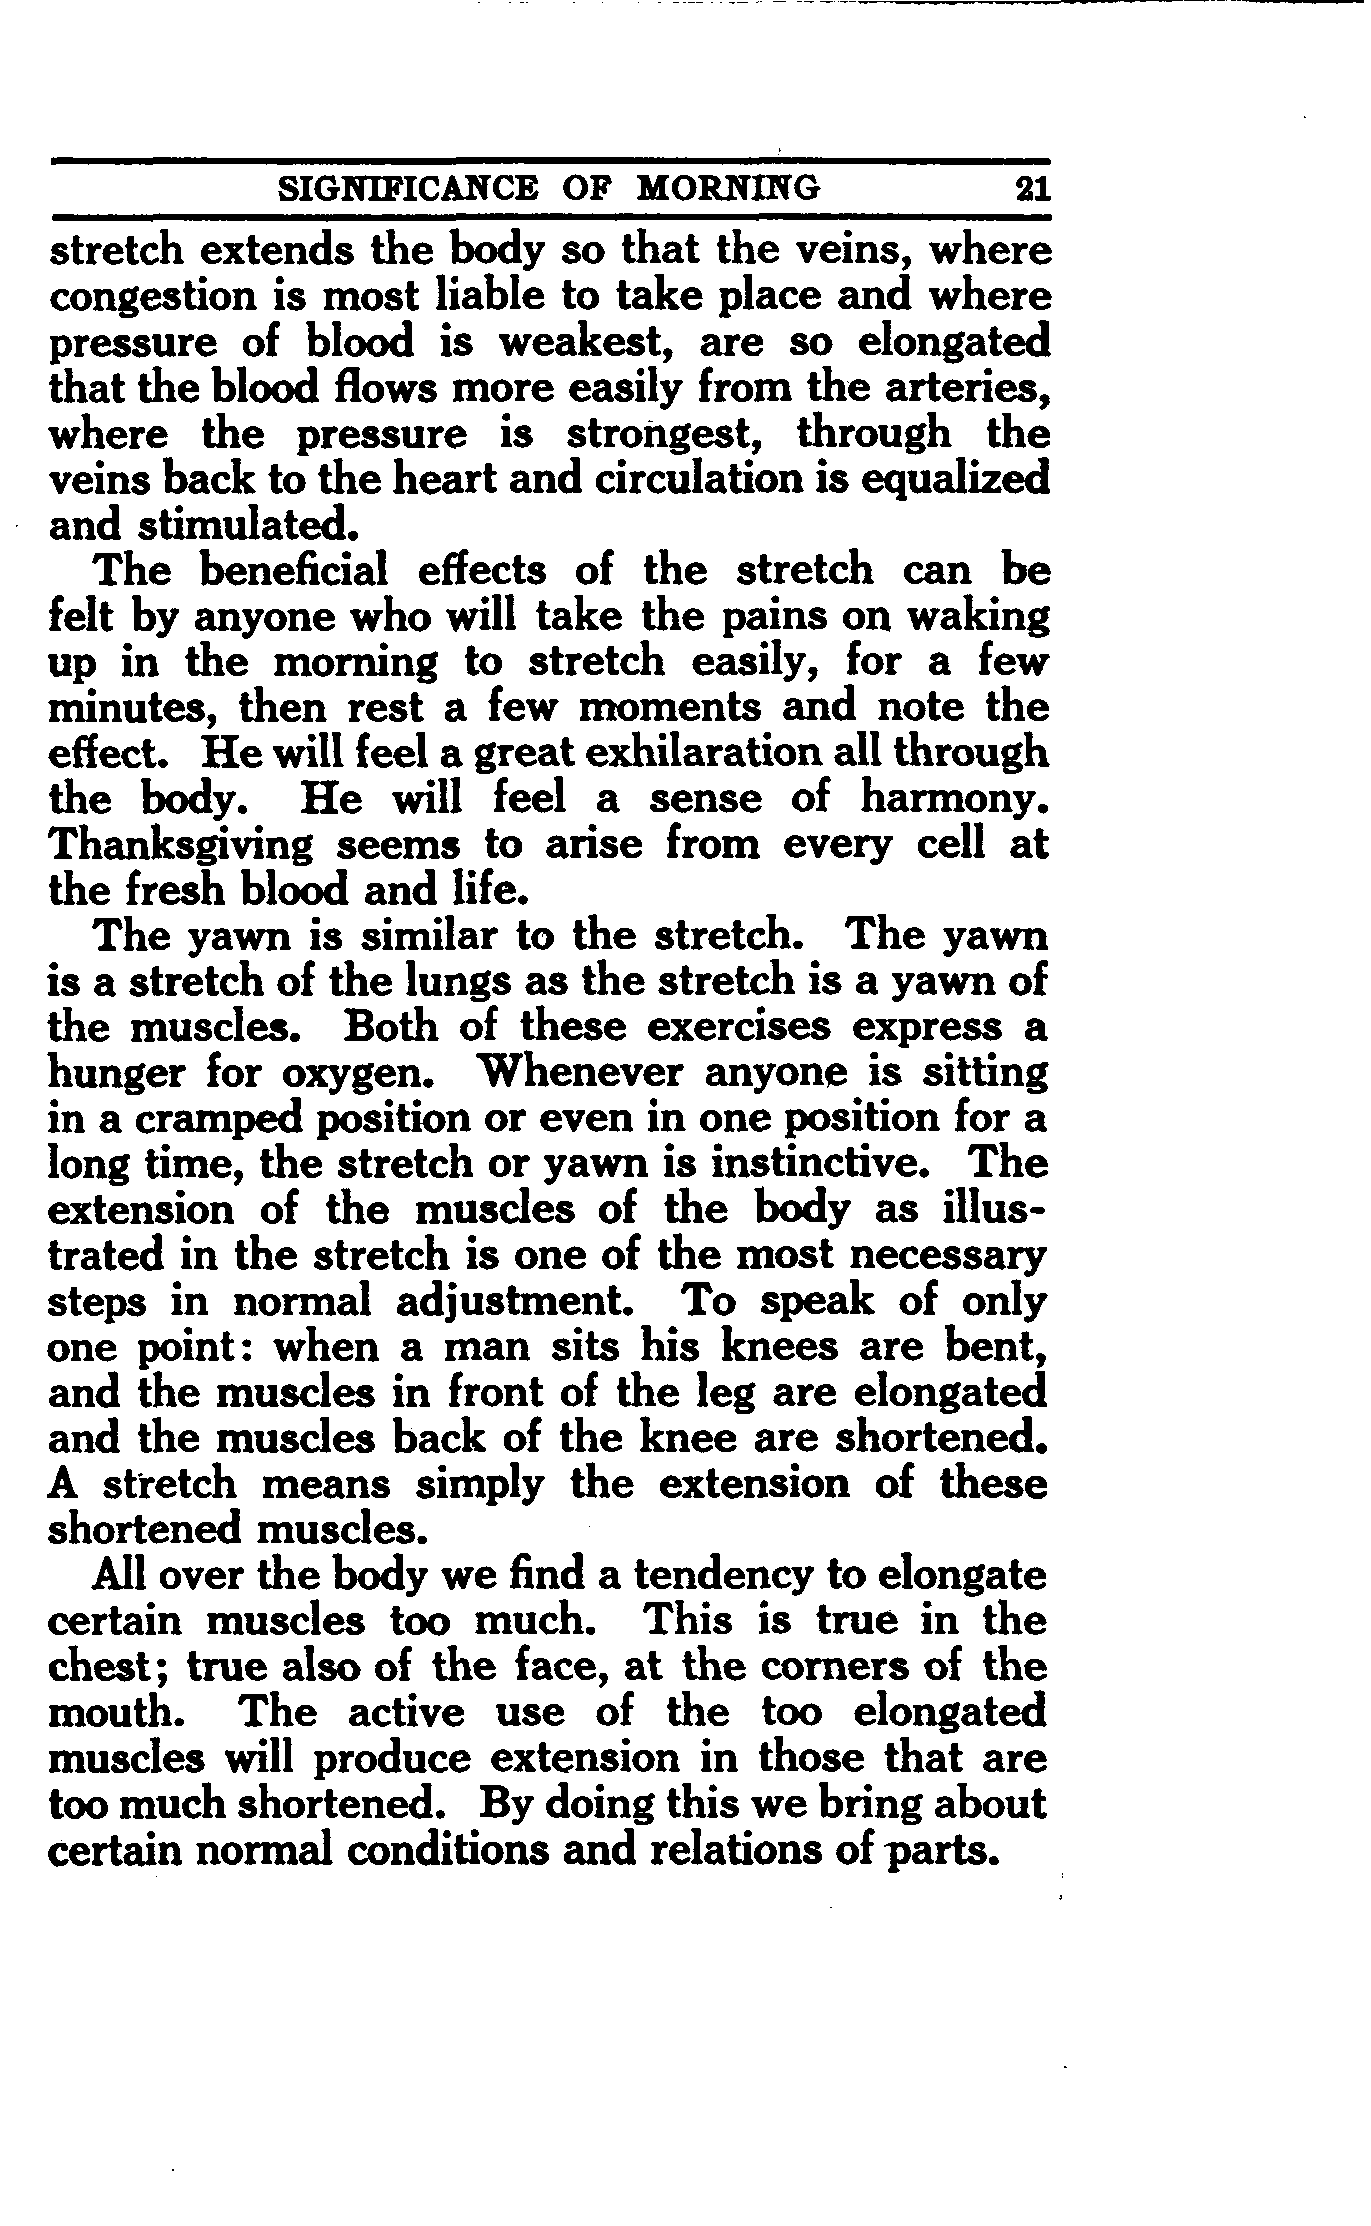 SIGNIFICANCE OF MORNING 21
stretch extends the body so that the veins, where
congestion is most liable to take place and where
pressure of blood is weakest, are so elongated
that the blood flows more easily from the arteries,
where the pressure is strongest, through the
veins back to the heart and circulation is equalized
and stimulated.
The beneficial effects of the stretch can be
felt by anyone who will take the pains on waking
up in the morning to stretch easily, for a few
minutes, then rest a few moments and note the
effect. He will feel a great exhilaration all through
the body. He will feel a sense of harmony.
Thanksgiving seems to arise from every cell at
the fresh blood and life.
The yawn is similar to the stretch. The yawn
is a stretch of the lungs as the stretch is a yawn of
the muscles. Both of these exercises express a
hunger for oxygen. Whenever anyone is sitting
in a cramped position or even in one position for a
long time, the stretch or yawn is instinctive. The
extension of the muscles of the body as illus-
trated in the stretch is one of the most necessary
steps in normal adjustment. To speak of only
one point: when a man sits his knees are bent,
and the muscles in front of the leg are elongated
and the muscles back of the knee are shortened.
A stretch means simply the extension of these
shortened muscles.
All over the body we find a tendency to elongate
certain muscles too much. This is true in the
chest; true also of the face, at the corners of the
mouth. The active use of the too elongated
muscles will produce extension in those that are
too much shortened. By doing this we bring about
certain normal conditions and relations of parts.